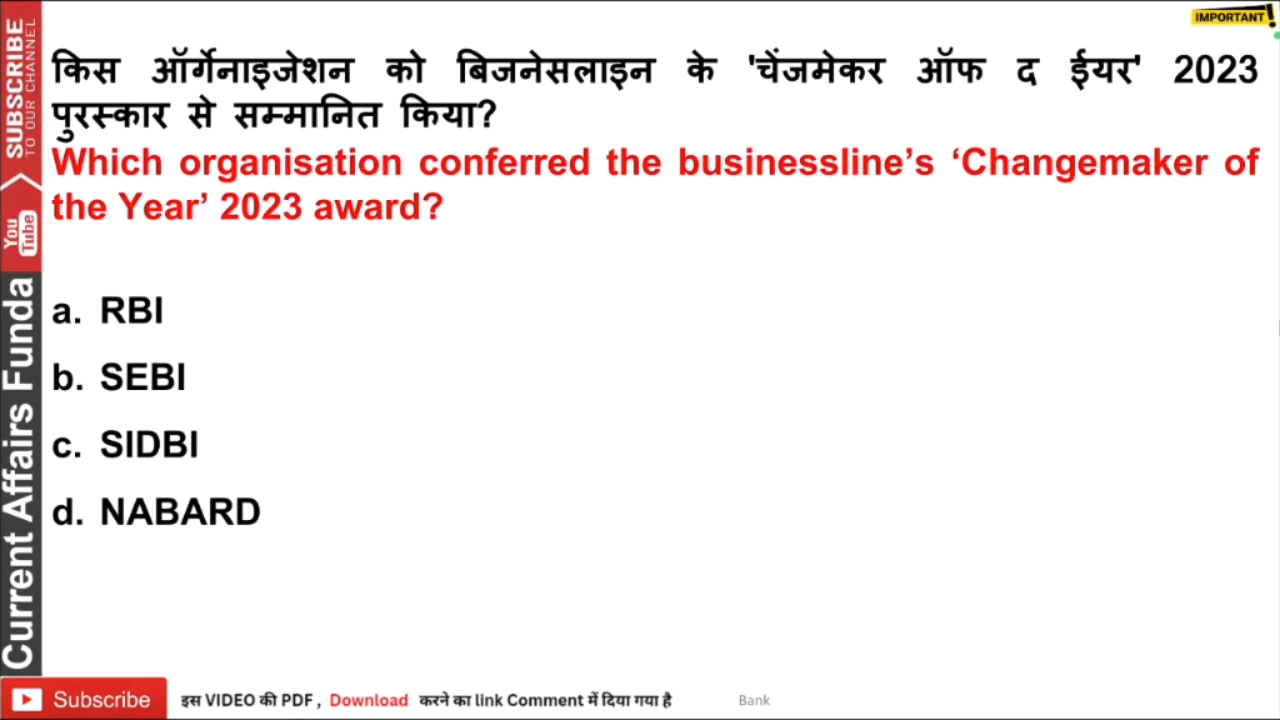 IMPORTANT !
किस ऑर्गेनाइजेशन को बिजनेसलाइन के 'चेंजमेकर ऑफ द ईयर' 2023
पुरस्कार से सम्मानित किया?
Which organisation conferred the businessline’s ‘Changemaker of
the Year’ 2023 award?
a. RBI
b. SEBI
c. SIDBI
d. NABARD
SUBSCRIBE
TO OUR CHANNEL
You
Tube
Current Affairs Funda
Subscribe
इस VIDEO की PDF , Download करने का link Comment में दिया गया है
Bank